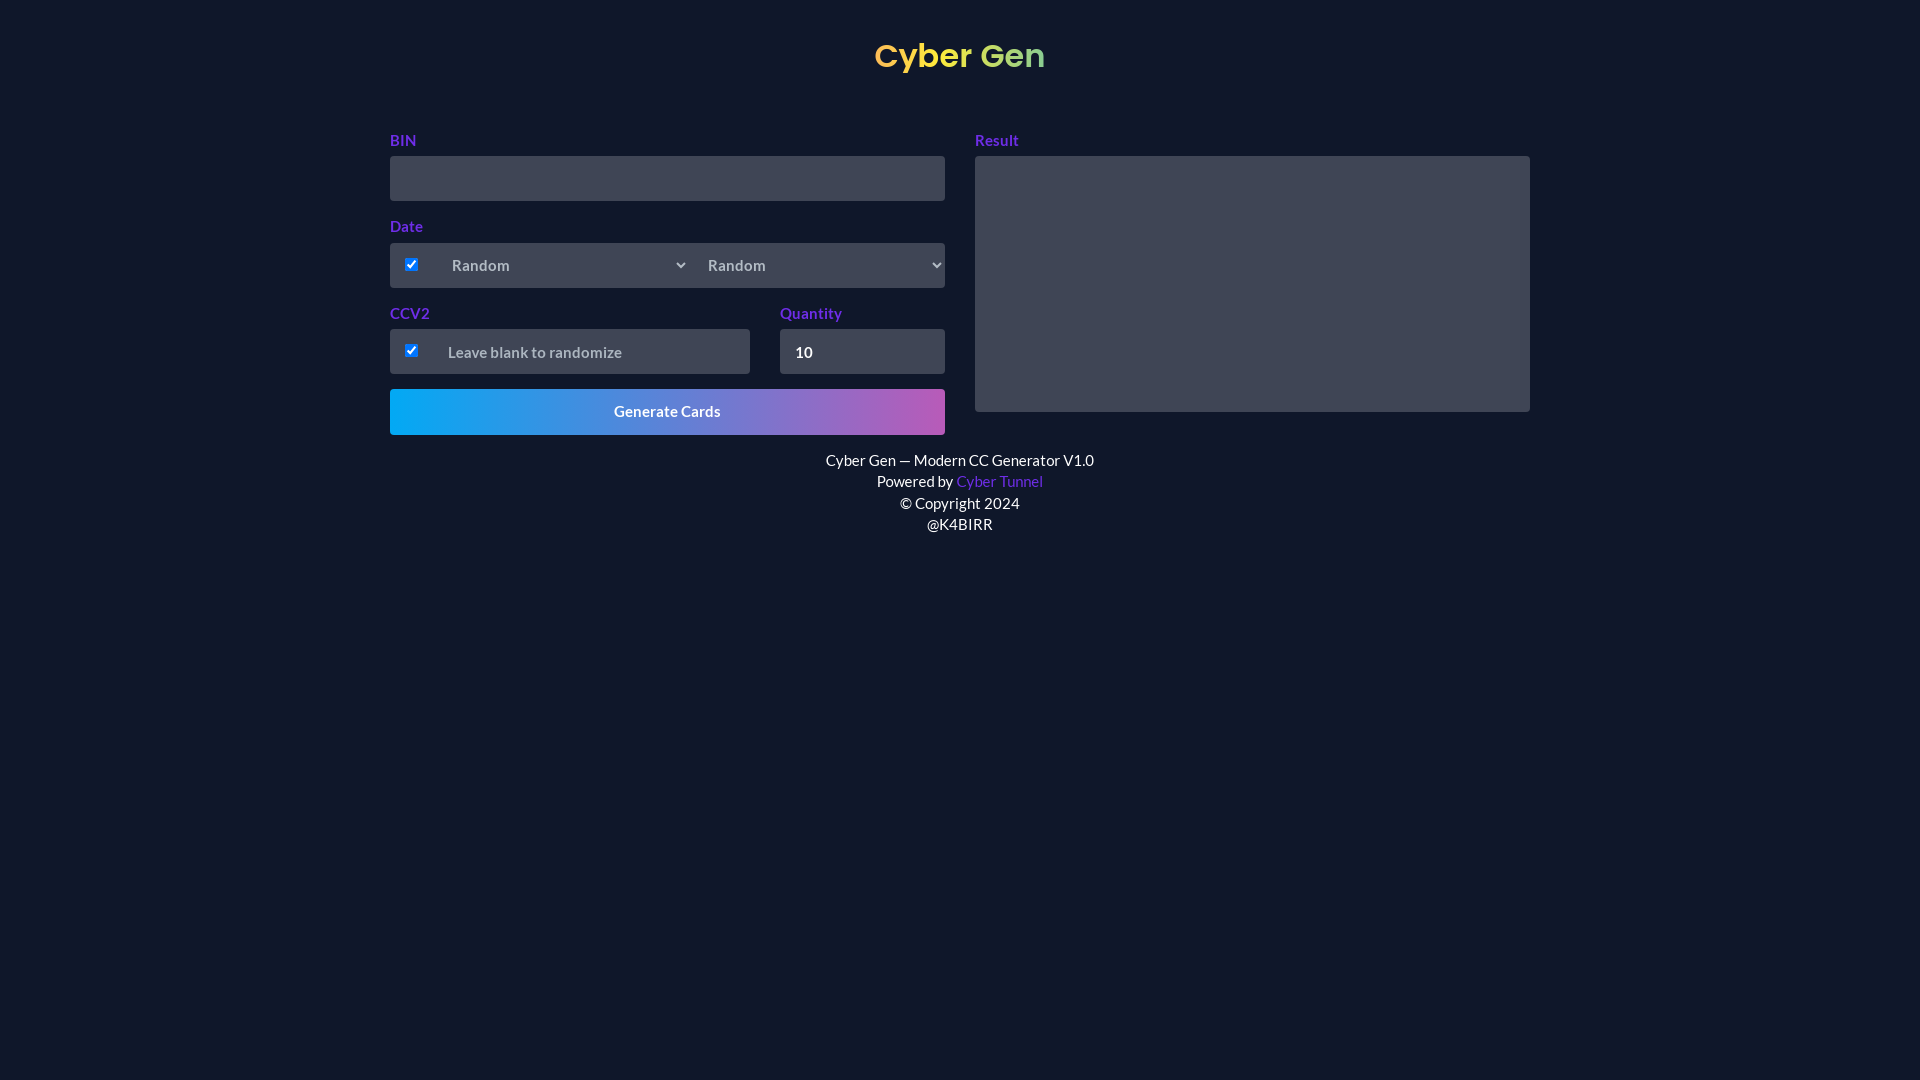 Cyber Gen
BIN
Date
Random Random
CCV2 Quantity
Leave blank to randomize 10
Generate Cards
Result
Cyber Gen — Modern CC Generator V1.0
Powered by Cyber Tunnel
© Copyright 2024
@K4BIRR